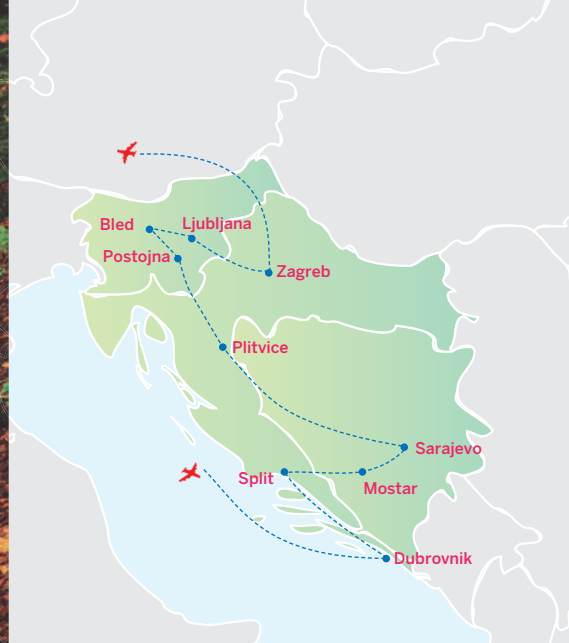 Bled
Ljubljana
Postojna
Zagreb
Plitvice
Sarajevo
Split
Mostar
Dubrovnik